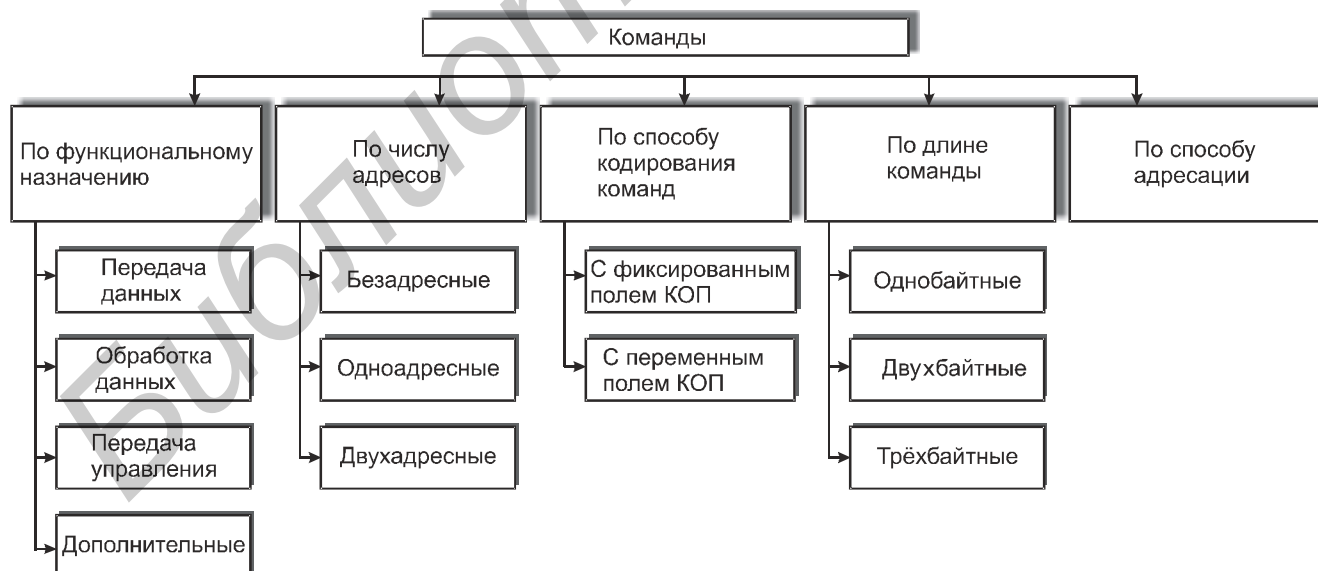 Команды
По функциональному
назначению
По числу
адресов
По способу
кодирования
команд
По длине
команды
По способу
адресации
Передача
данных
Обработка
данных
Передача
управления
Дополнительные
Безадресные
Одноадресные
Двухадресные
С фиксированным
полем КОП
С переменным
полем КОП
Однобайтные
Двухбайтные
Трёхбайтные